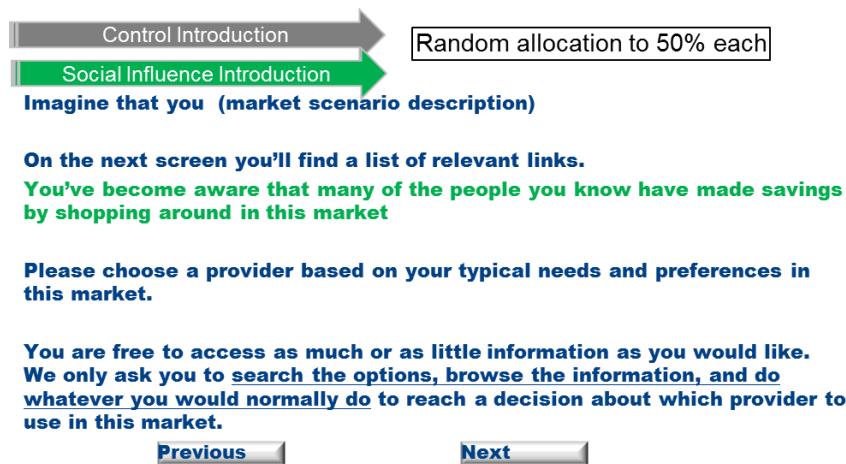 Control Introduction
Random allocation to 50% each
Social Influence Introduction
Imagine that you (market scenario description)
On the next screen you'll find a list of relevant links.
You've become aware that many of the people you know have made savings
by shopping around in this market
Please choose a provider based on your typical needs and preferences in
this market.
You are free to access as much or as little information as you would like.
We only ask you to search the options, browse the information, and do
whatever you would normally do to reach a decision about which provider to
use in this market.
Previous
Next